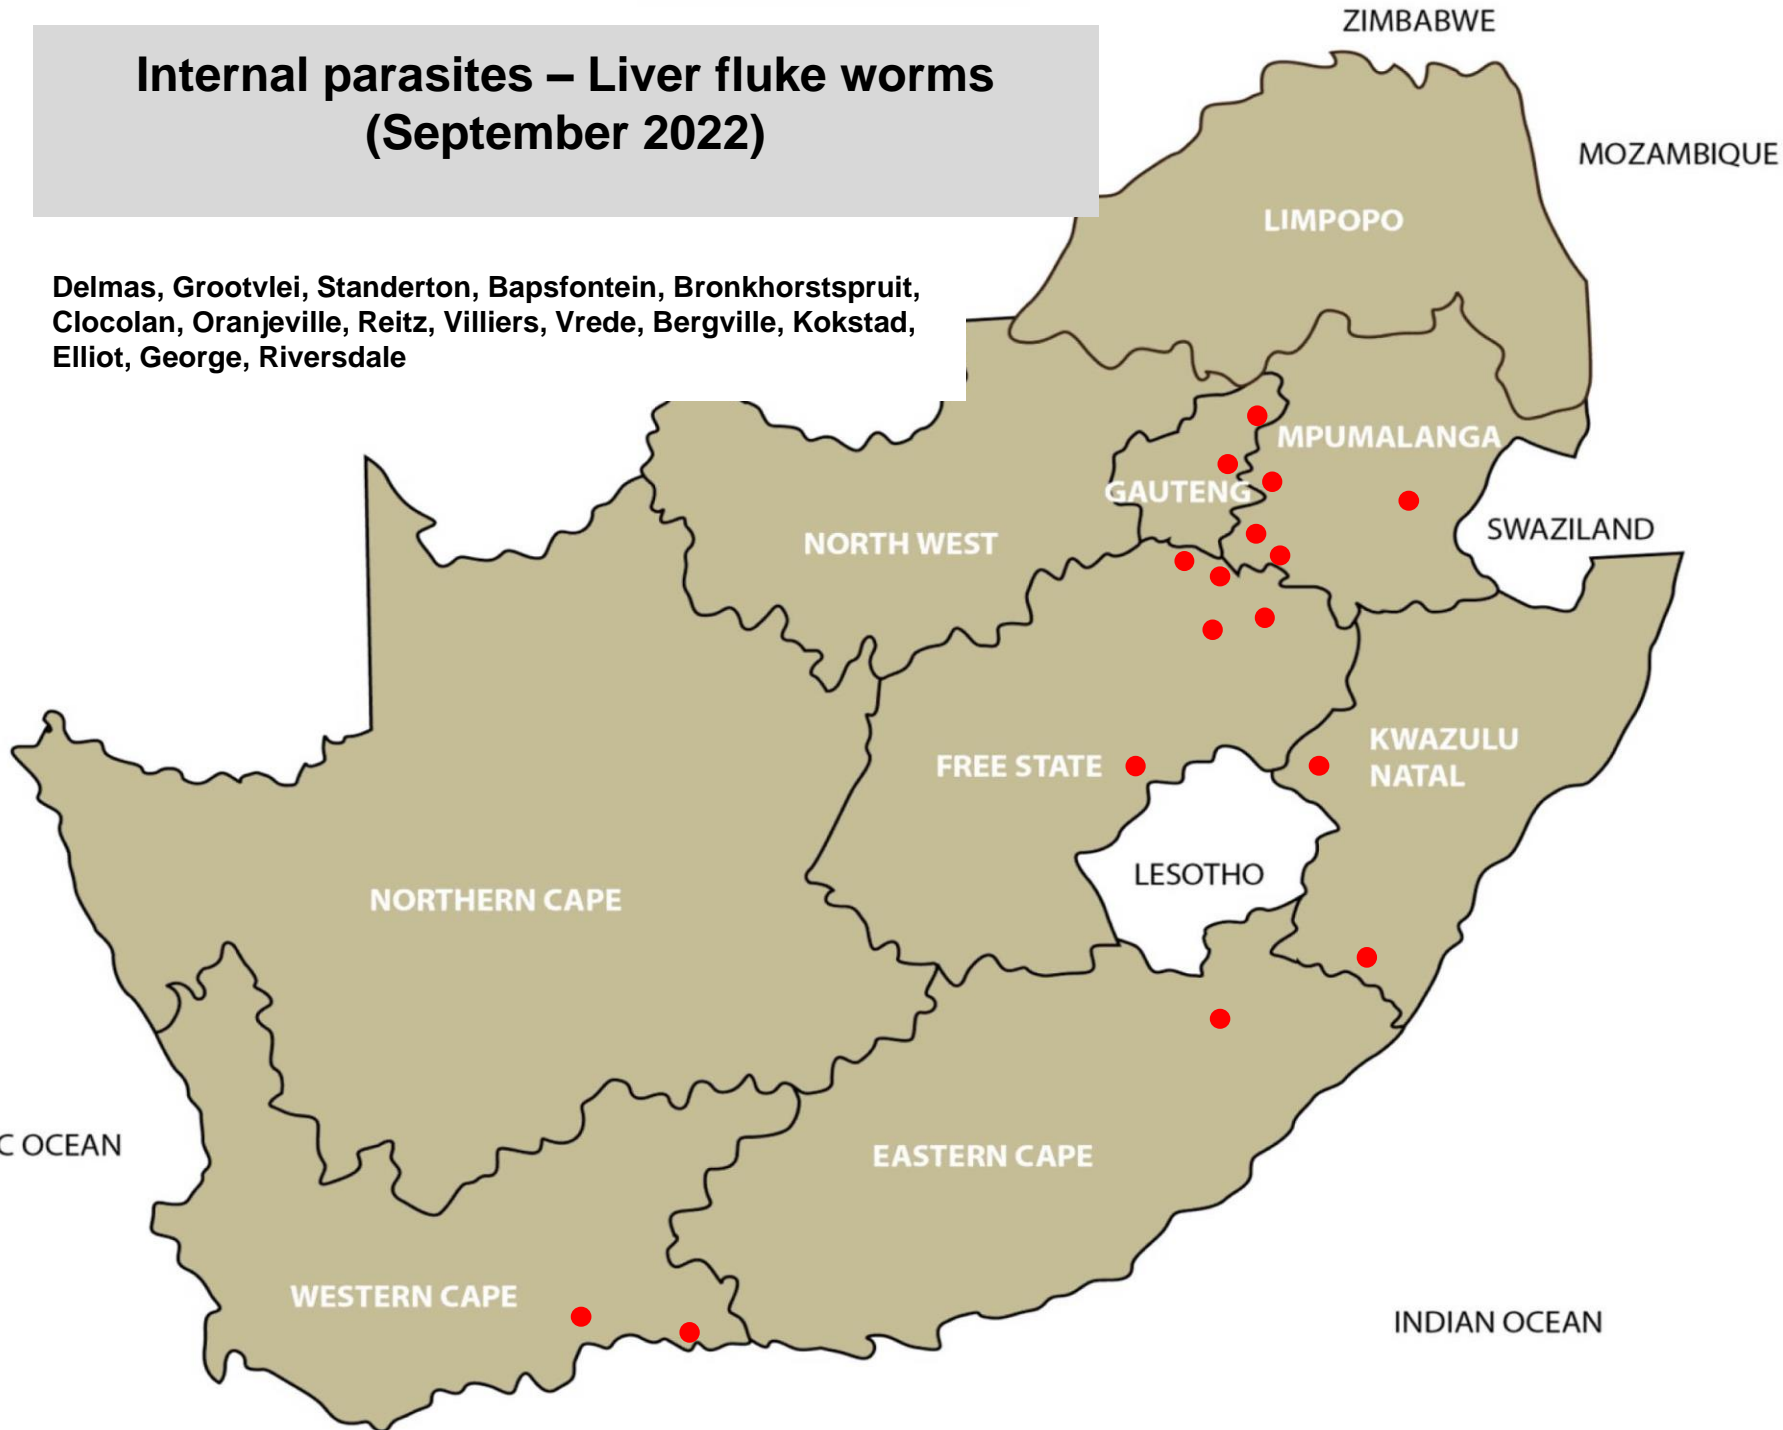 ZIMBABWE
Internal parasites – Liver fluke worms
(September 2022)
MOZAMBIQUE
LIMPOPO
Delmas, Grootvlei, Standerton, Bapsfontein, Bronkhorstspruit,
Clocolan, Oranjeville, Reitz, Villiers, Vrede, Bergville, Kokstad,
Elliot, George, Riversdale
MPUMALANGA
GAUTENG
SWAZILAND
NORTH WEST
KWAZULU
NATAL
FREE STATE
LESOTHO
NORTHERN CAPE
C OCEAN
EASTERN CAPE
WESTERN CAPE
INDIAN OCEAN